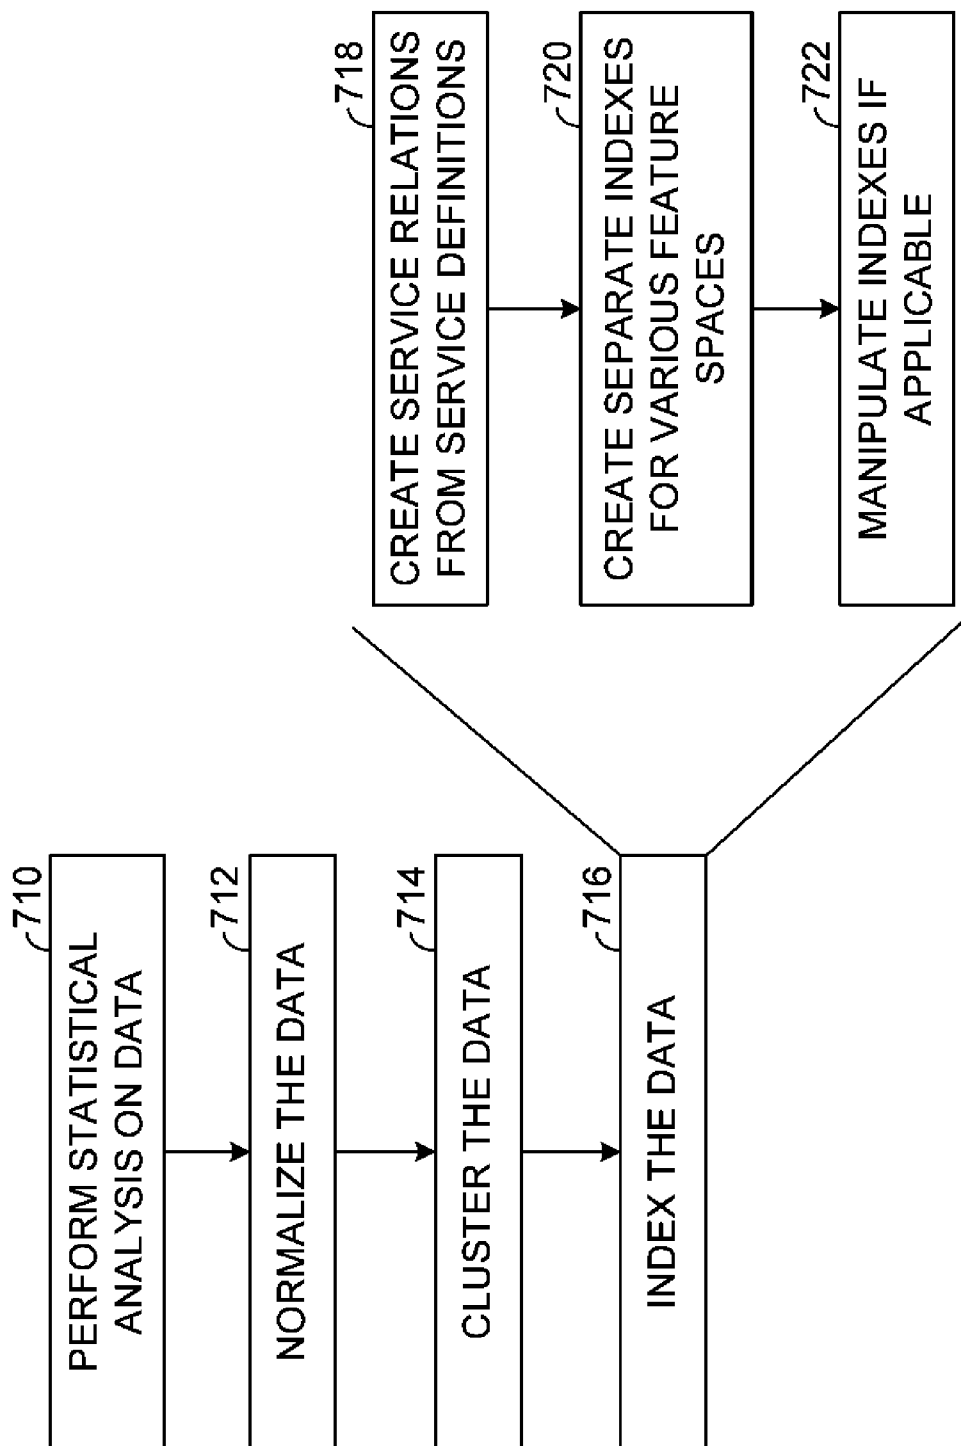 710
PERFORM STATISTICAL
ANALYSIS ON DATA
712
NORMALIZE THE DATA
714
CLUSTER THE DATA
716
INDEX THE DATA
718
CREATE SERVICE RELATIONS
FROM SERVICE DEFINITIONS
720
CREATE SEPARATE INDEXES
FOR VARIOUS FEATURE
SPACES
722
MANIPULATE INDEXES IF
APPLICABLE